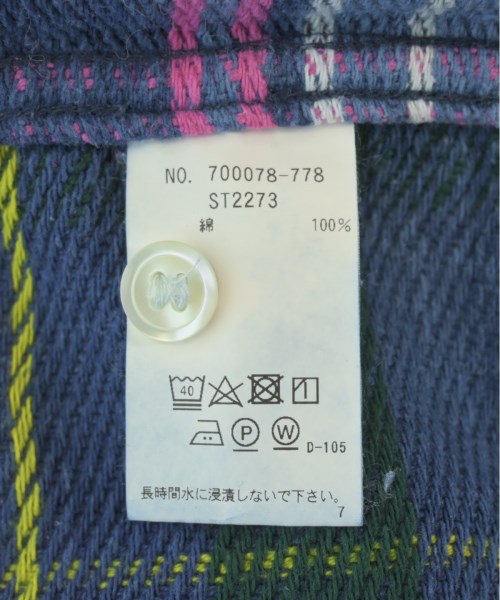 NO. 700078-778
ST2273
綿 100%
40
P W D-105
長時間水に浸漬しないで下さい。
7